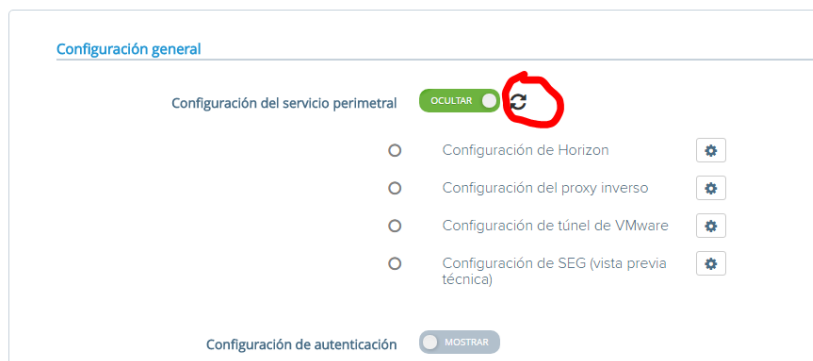 Configuración general
Configuración del servicio perimetral OCULTAR
Configuración de Horizon
Configuración del proxy inverso
Configuración de túnel de VMware
Configuración de SEG (vista previa
técnica)
Configuración de autenticación MOSTRAR